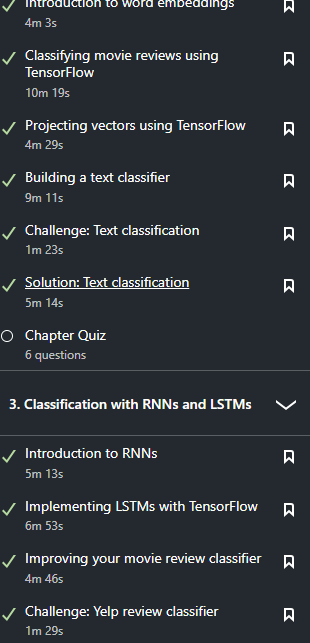 Introduction to word embeddings
4m 3s
Classifying movie reviews using
TensorFlow
10m 19s
Projecting vectors using TensorFlow
4m 29s
Building a text classifier
9m 11s
Challenge: Text classification
1m 23s
Solution: Text classification
5m 14s
Chapter Quiz
6 questions
3. Classification with RNNs and LSTMs
Introduction to RNNs
5m 13s
Implementing LSTMs with TensorFlow
6m 53s
Improving your movie review classifier
4m 46s
Challenge: Yelp review classifier
1m 29s